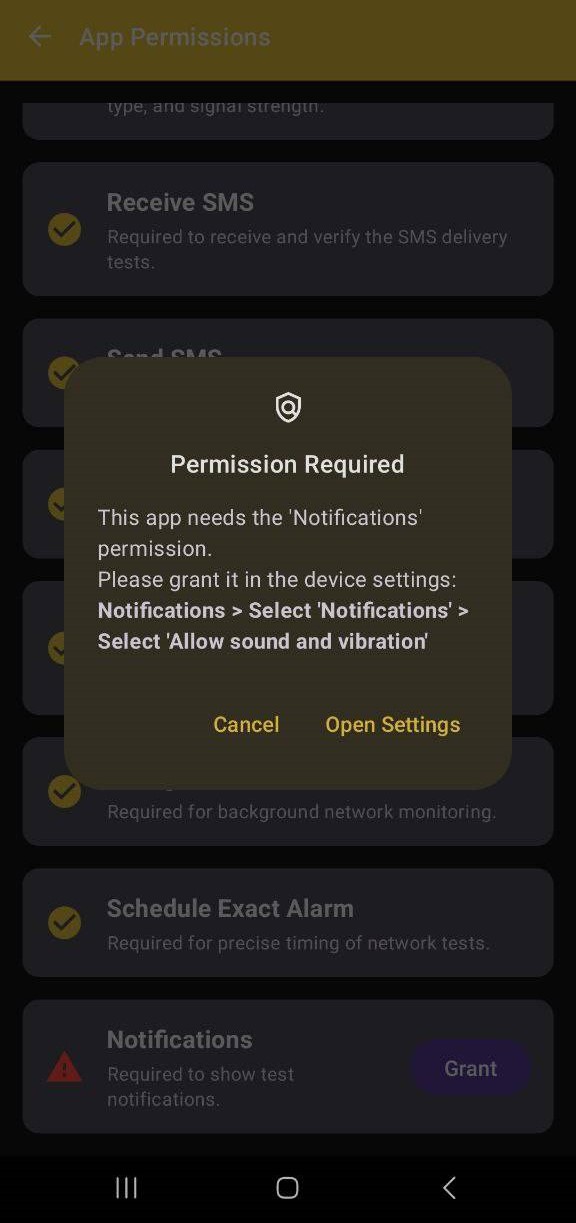 App Permissions
type, and signal strength.
Receive SMS
Required to receive and verify the SMS delivery
tests.
Send SMS
Permission Required
This app needs the 'Notifications'
permission.
Please grant it in the device settings:
Notifications > Select 'Notifications' >
Select 'Allow sound and vibration'
Cancel Open Settings
Required for background network monitoring.
Schedule Exact Alarm
Required for precise timing of network tests.
Notifications
Required to show test
notifications.
Grant